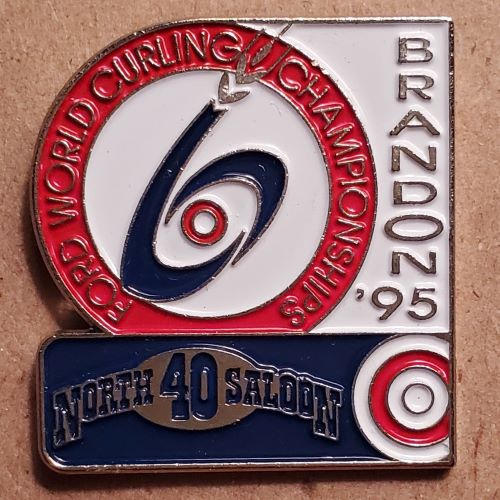 FORD WORLD CURLING CHAMPIONSHIPS
BRANDON
'95
NORTH 40 SALOON